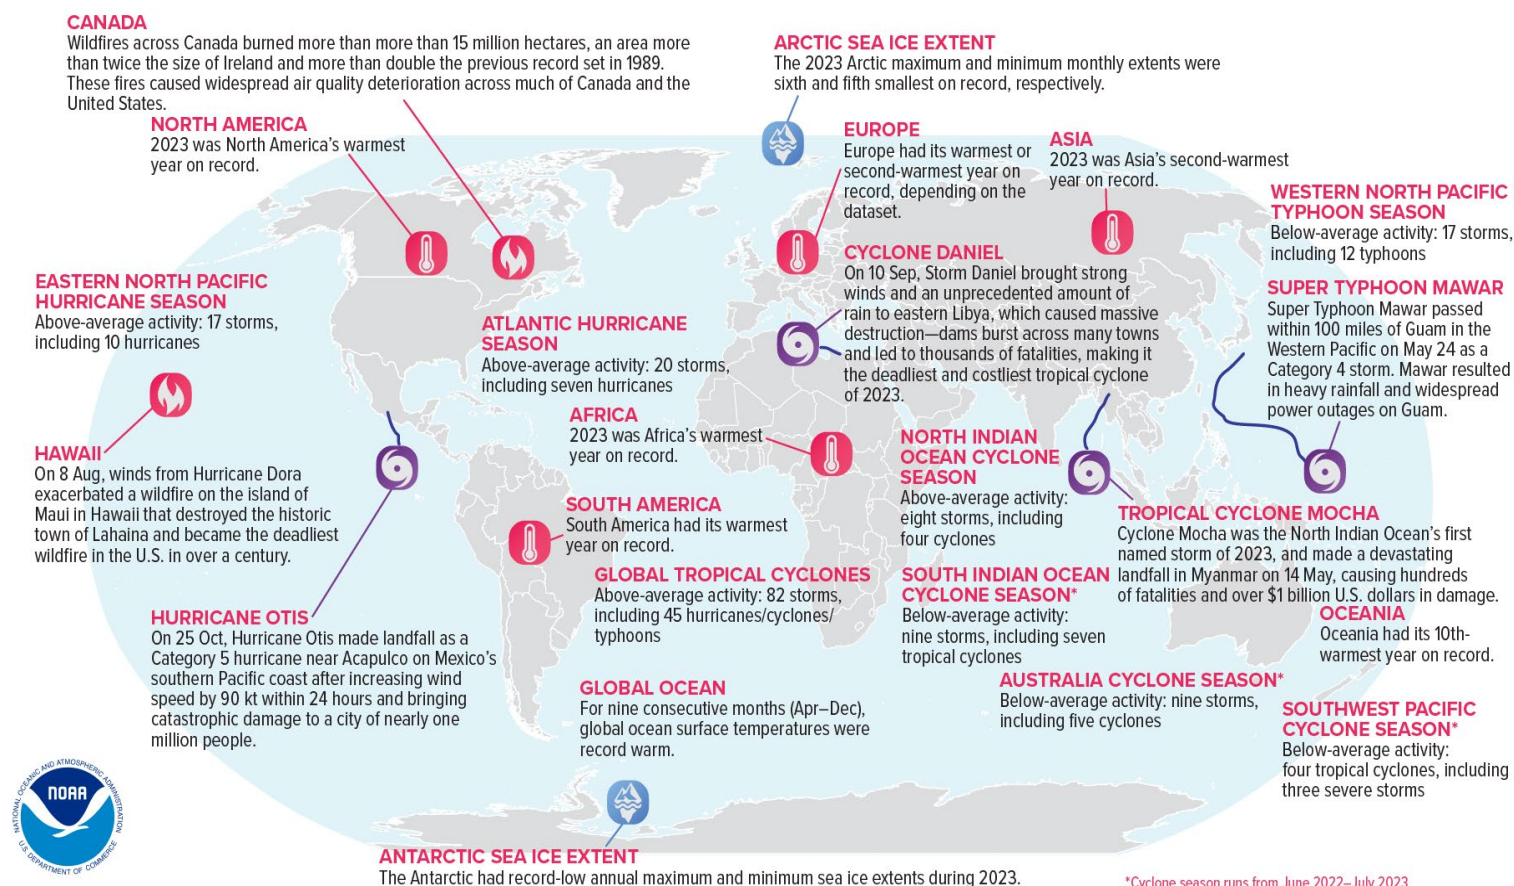 CANADA
Wildfires across Canada burned more than more than 15 million hectares, an area more
than twice the size of Ireland and more than double the previous record set in 1989.
These fires caused widespread air quality deterioration across much of Canada and the
United States.
NORTH AMERICA
2023 was North America's warmest
year on record.
ARCTIC SEA ICE EXTENT
The 2023 Arctic maximum and minimum monthly extents were
sixth and fifth smallest on record, respectively.
EUROPE
Europe had its warmest or
second-warmest year on
record, depending on the
dataset.
ASIA
2023 was Asia's second-warmest
year on record.
WESTERN NORTH PACIFIC
TYPHOON SEASON
Below-average activity: 17 storms,
including 12 typhoons
EASTERN NORTH PACIFIC
HURRICANE SEASON
Above-average activity: 17 storms,
including 10 hurricanes
ATLANTIC HURRICANE
SEASON
Above-average activity: 20 storms,
including seven hurricanes
CYCLONE DANIEL
On 10 Sep, Storm Daniel brought strong
winds and an unprecedented amount of
rain to eastern Libya, which caused massive
destruction—dams burst across many towns
and led to thousands of fatalities, making it
the deadliest and costliest tropical cyclone
of 2023.
SUPER TYPHOON MAWAR
Super Typhoon Mawar passed
within 100 miles of Guam in the
Western Pacific on May 24 as a
Category 4 storm. Mawar resulted
in heavy rainfall and widespread
power outages on Guam.
HAWAII
On 8 Aug, winds from Hurricane Dora
exacerbated a wildfire on the island of
Maui in Hawaii that destroyed the historic
town of Lahaina and became the deadliest
wildfire in the U.S. in over a century.
AFRICA
2023 was Africa's warmest
year on record.
NORTH INDIAN
OCEAN CYCLONE
SEASON
Above-average activity:
eight storms, including
four cyclones
SOUTH AMERICA
South America had its warmest
year on record.
TROPICAL CYCLONE MOCHA
Cyclone Mocha was the North Indian Ocean's first
named storm of 2023, and made a devastating
landfall in Myanmar on 14 May, causing hundreds
of fatalities and over $1 billion U.S. dollars in damage.
GLOBAL TROPICAL CYCLONES
Above-average activity: 82 storms,
including 45 hurricanes/cyclones/
typhoons
SOUTH INDIAN OCEAN
CYCLONE SEASON*
Below-average activity:
nine storms, including seven
tropical cyclones
OCEANIA
Oceania had its 10th-
warmest year on record.
HURRICANE OTIS
On 25 Oct, Hurricane Otis made landfall as a
Category 5 hurricane near Acapulco on Mexico's
southern Pacific coast after increasing wind
speed by 90 kt within 24 hours and bringing
catastrophic damage to a city of nearly one
million people.
GLOBAL OCEAN
For nine consecutive months (Apr–Dec),
global ocean surface temperatures were
record warm.
AUSTRALIA CYCLONE SEASON*
Below-average activity: nine storms,
including five cyclones
SOUTHWEST PACIFIC
CYCLONE SEASON*
Below-average activity:
four tropical cyclones, including
three severe storms
NATIONAL OCEANIC AND ATMOSPHERIC ADMINISTRATION
NOAA
U.S. DEPARTMENT OF COMMERCE
ANTARCTIC SEA ICE EXTENT
The Antarctic had record-low annual maximum and minimum sea ice extents during 2023.
*Cyclone season runs from June 2022–July 2023